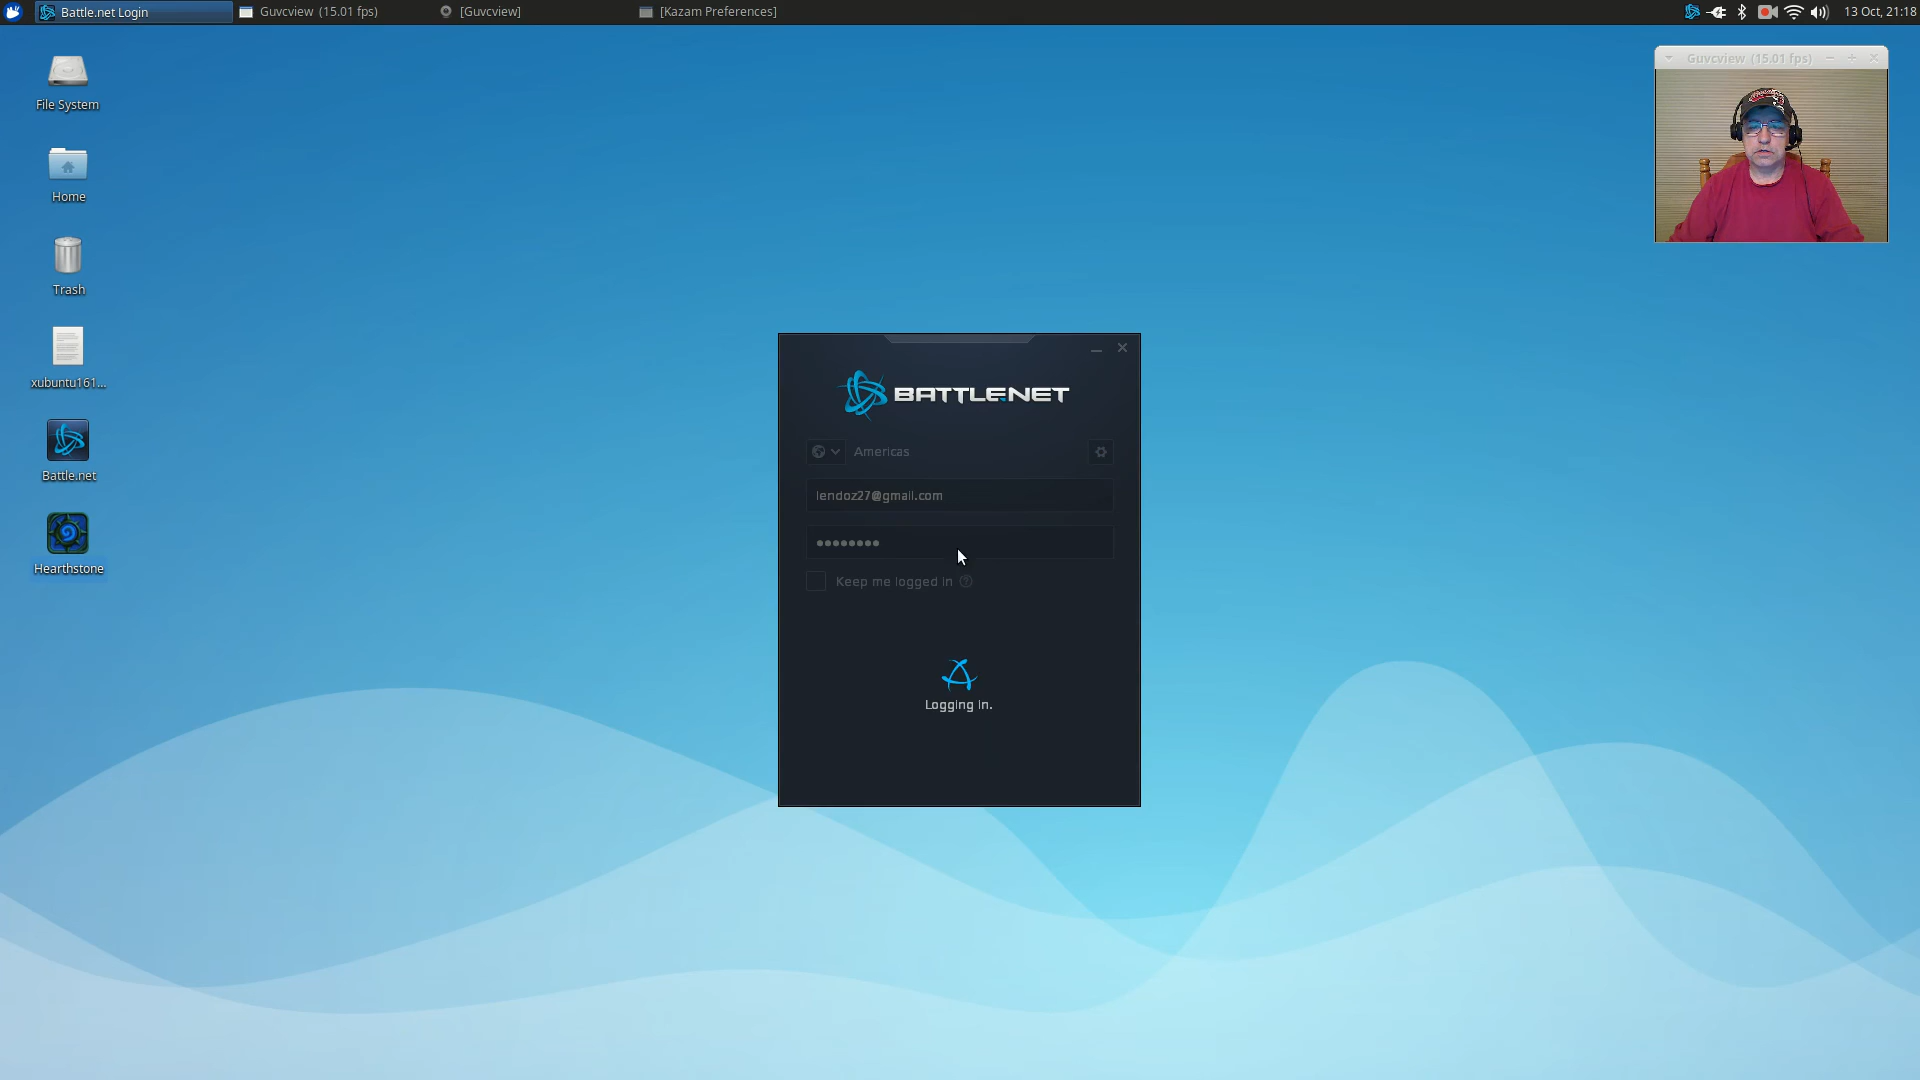 Battle.net Login
Guvcview (15.01 fps)
[Guvcview]
[Kazam Preferences]
13 Oct, 21:18
Guvcview (15.01 fps)
File System
Home
Trash
xubuntu161...
Battle.net
Hearthstone
BATTLE.NET
Americas
lendoz27@gmail.com
••••••••
Keep me logged in
Logging in.